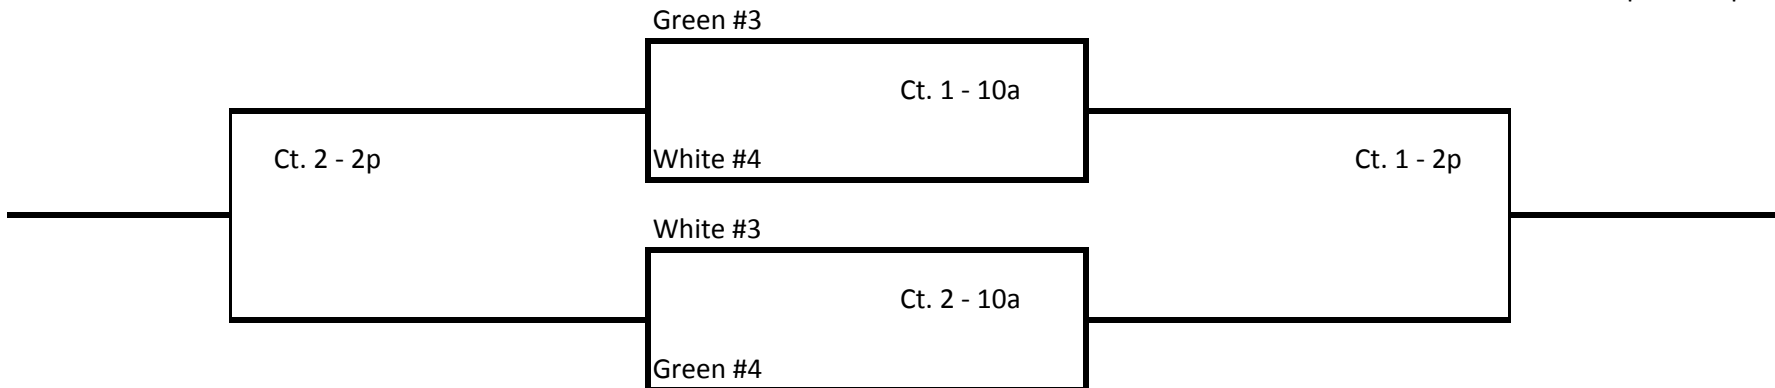 Green #3
Ct. 1 - 10a
Ct. 2 - 2p
White #4
Ct. 1 - 2p
White #3
Ct. 2 - 10a
Green #4